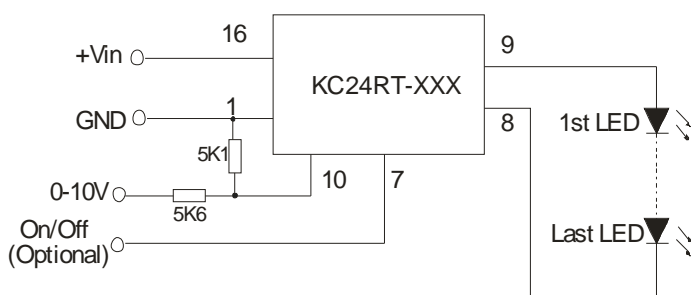 16
+Vin
KC24RT-XXX
9
GND
1
8
1st LED
5K1
10
7
0-10V
5K6
On/Off
(Optional)
Last LED